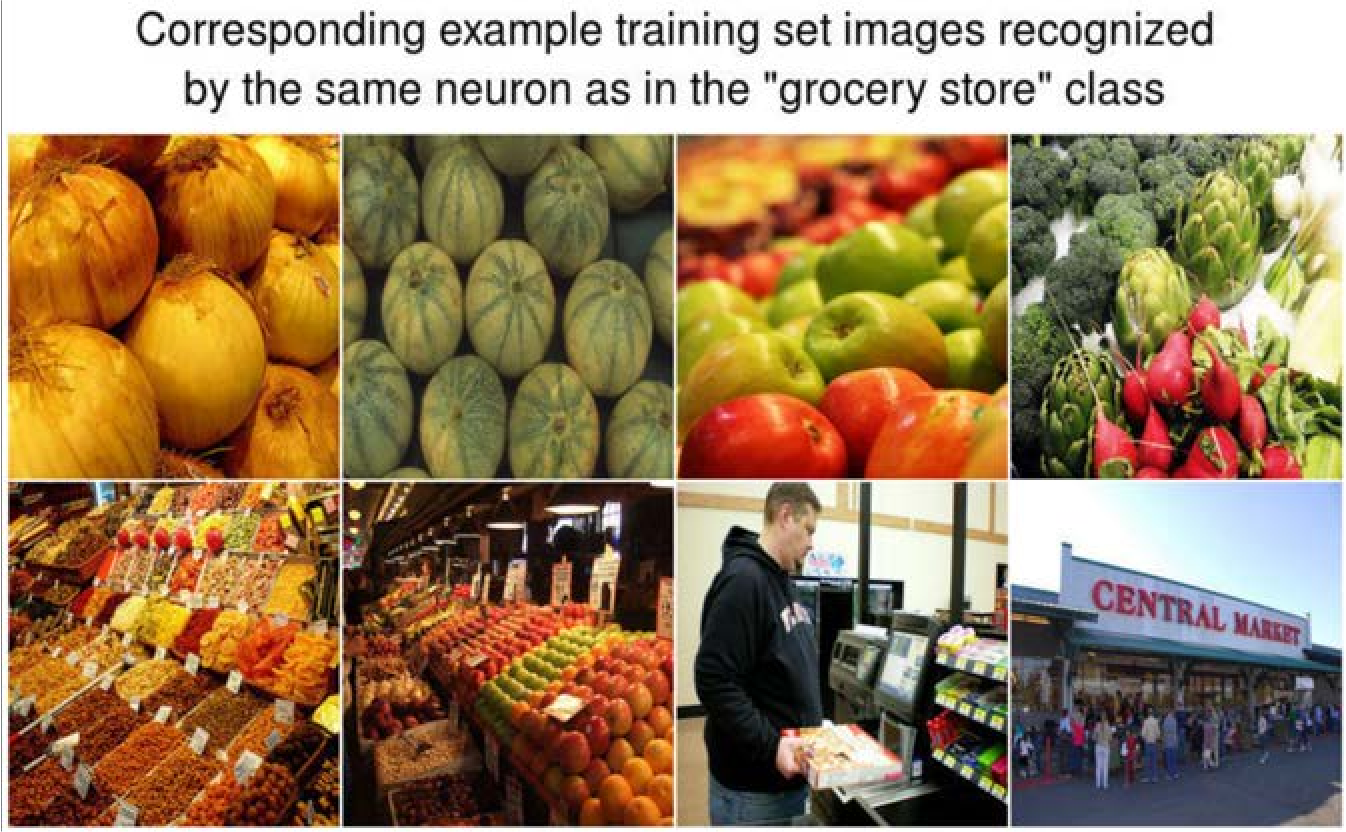 Corresponding example training set images recognized
by the same neuron as in the "grocery store" class
CENTRAL MARKET